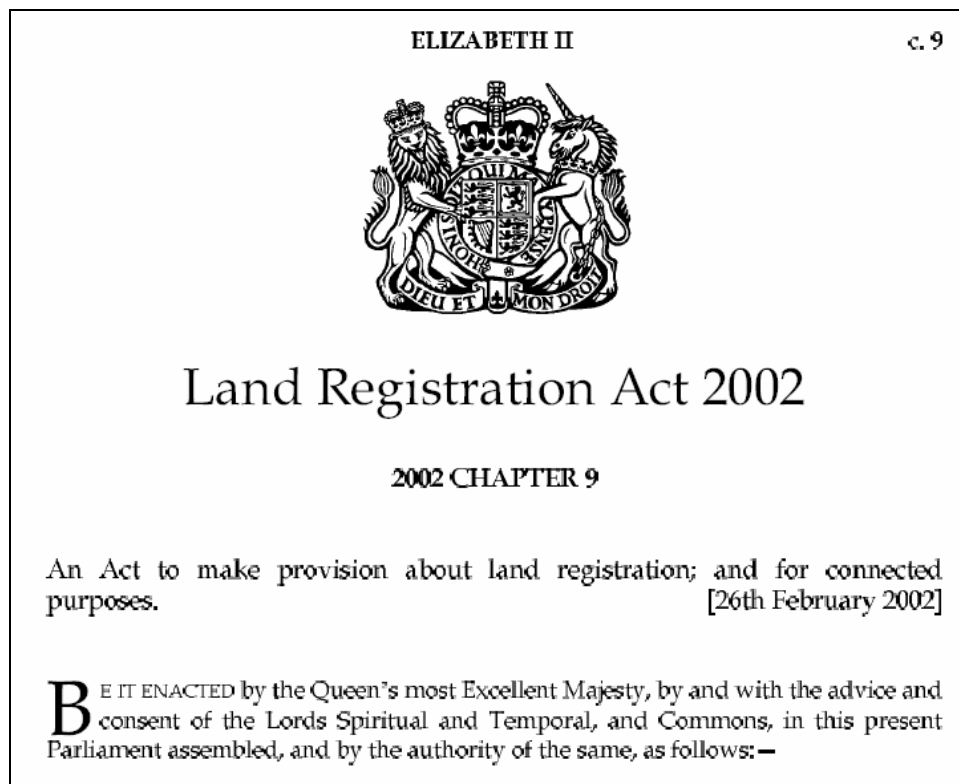 ELIZABETH II c. 9
DIEU ET MON DROIT
Land Registration Act 2002
2002 CHAPTER 9
An Act to make provision about land registration; and for connected
purposes. [26th February 2002]
BE IT ENACTED by the Queen's most Excellent Majesty, by and with the advice and
consent of the Lords Spiritual and Temporal, and Commons, in this present
Parliament assembled, and by the authority of the same, as follows:—